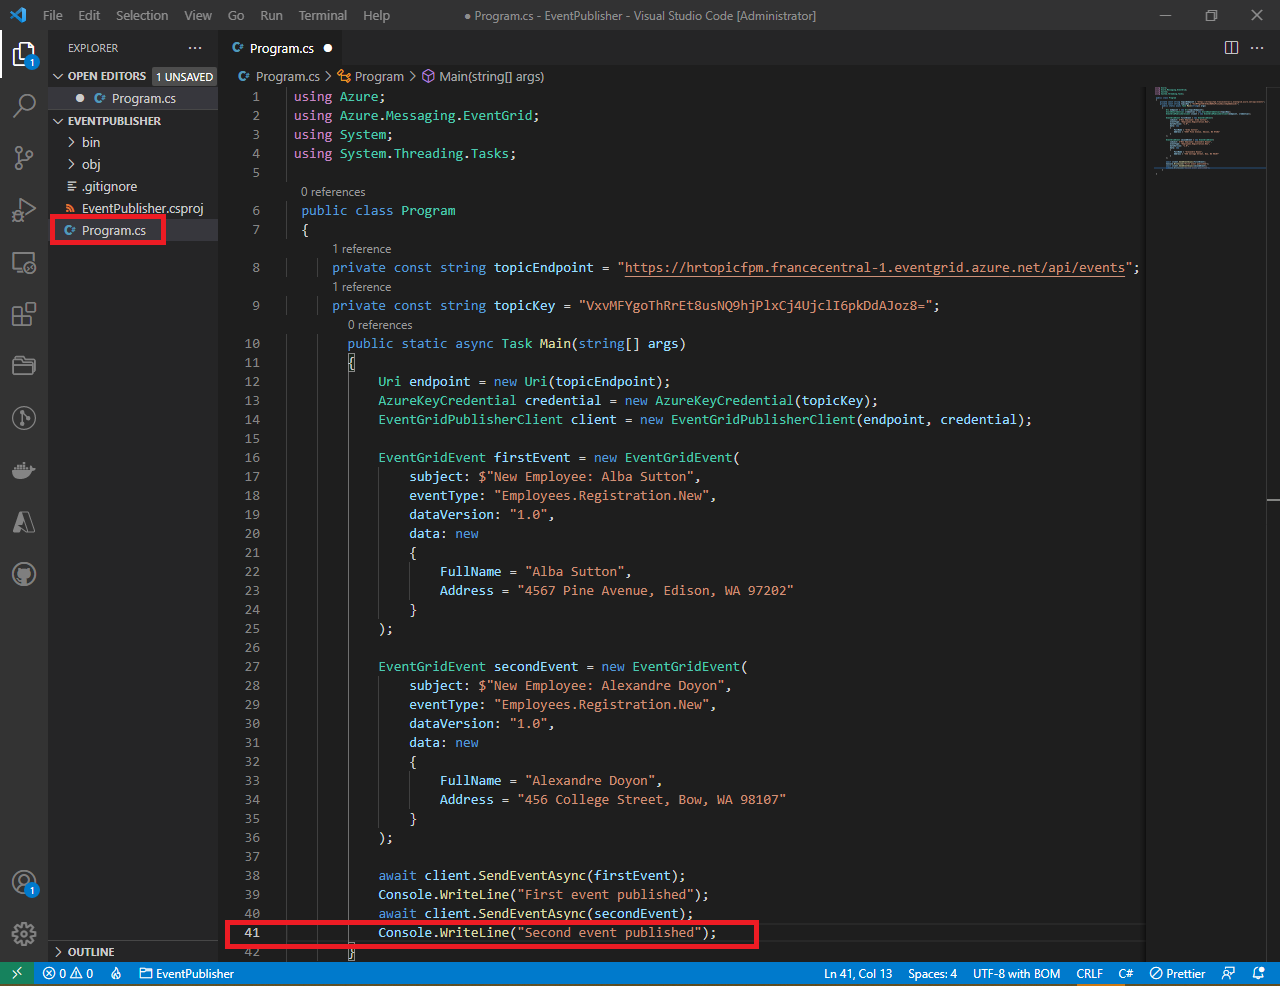 File Edit Selection View Go Run Terminal Help
● Program.cs - EventPublisher - Visual Studio Code [Administrator]
EXPLORER ···
OPEN EDITORS 1 UNSAVED
● C# Program.cs
EVENTPUBLISHER
bin
obj
.gitignore
EventPublisher.csproj
C# Program.cs
OUTLINE
1
1
C# Program.cs ●
C# Program.cs > Program > Main(string[] args)
1 using Azure;
2 using Azure.Messaging.EventGrid;
3 using System;
4 using System.Threading.Tasks;
5
0 references
6 public class Program
7 {
1 reference
8 private const string topicEndpoint = "https://hrtopicfpm.francecentral-1.eventgrid.azure.net/api/events";
1 reference
9 private const string topicKey = "VxvMFYgoThRrEt8usNQ9hjPlxCj4UjclI6pkDdAJoz8=";
0 references
10 public static async Task Main(string[] args)
11 {
12 Uri endpoint = new Uri(topicEndpoint);
13 AzureKeyCredential credential = new AzureKeyCredential(topicKey);
14 EventGridPublisherClient client = new EventGridPublisherClient(endpoint, credential);
15
16 EventGridEvent firstEvent = new EventGridEvent(
17 subject: $"New Employee: Alba Sutton",
18 eventType: "Employees.Registration.New",
19 dataVersion: "1.0",
20 data: new
21 {
22 FullName = "Alba Sutton",
23 Address = "4567 Pine Avenue, Edison, WA 97202"
24 }
25 );
26
27 EventGridEvent secondEvent = new EventGridEvent(
28 subject: $"New Employee: Alexandre Doyon",
29 eventType: "Employees.Registration.New",
30 dataVersion: "1.0",
31 data: new
32 {
33 FullName = "Alexandre Doyon",
34 Address = "456 College Street, Bow, WA 98107"
35 }
36 );
37
38 await client.SendEventAsync(firstEvent);
39 Console.WriteLine("First event published");
40 await client.SendEventAsync(secondEvent);
41 Console.WriteLine("Second event published");
42 }
0 0 EventPublisher Ln 41, Col 13 Spaces: 4 UTF-8 with BOM CRLF C# Prettier